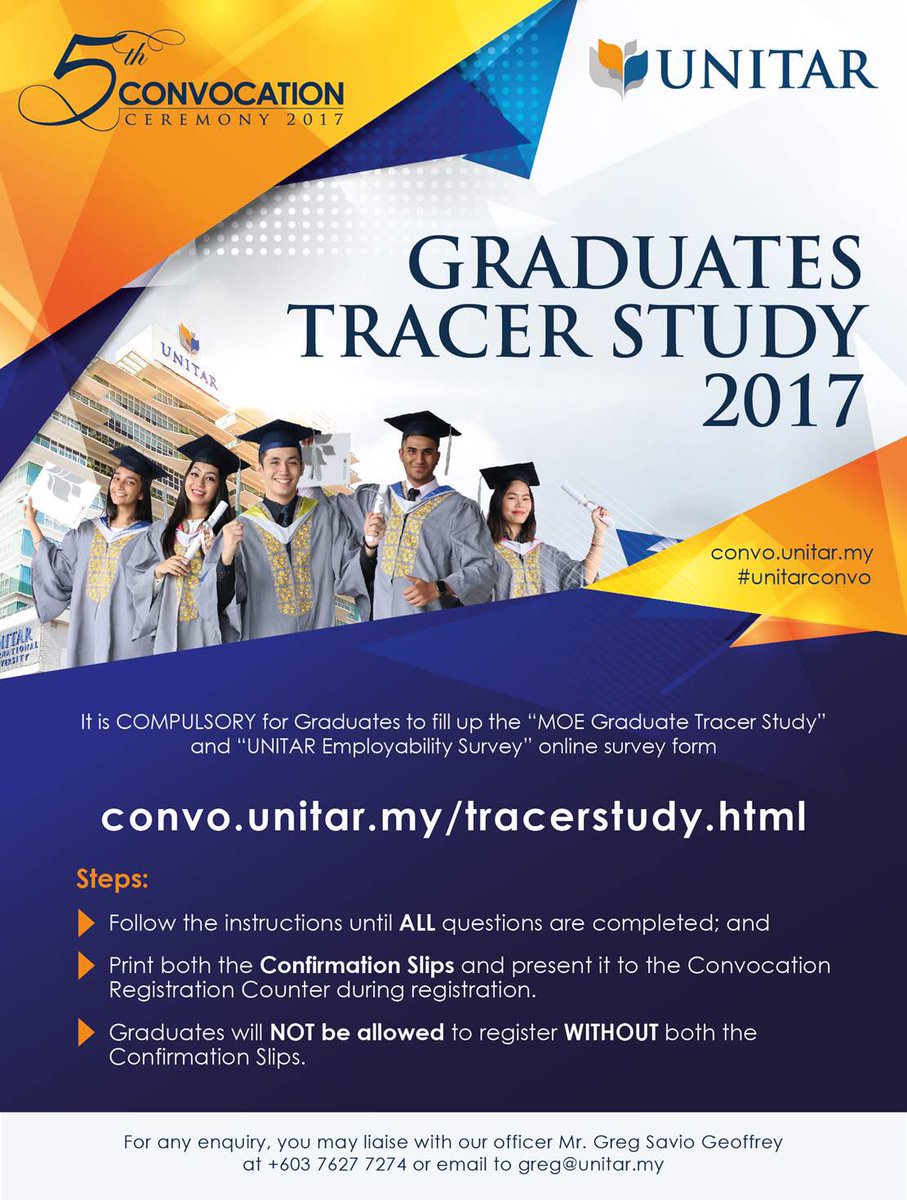 5th CONVOCATION
CEREMONY 2017
UNITAR
GRADUATES
TRACER STUDY
2017
UNITAR
UNITAR
convo.unitar.my
#unitarconvo
It is COMPULSORY for Graduates to fill up the “MOE Graduate Tracer Study”
and “UNITAR Employability Survey” online survey form
convo.unitar.my/tracerstudy.html
Steps:
Follow the instructions until ALL questions are completed; and
Print both the Confirmation Slips and present it to the Convocation
Registration Counter during registration.
Graduates will NOT be allowed to register WITHOUT both the
Confirmation Slips.
For any enquiry, you may liaise with our officer Mr. Greg Savio Geoffrey
at +603 7627 7274 or email to greg@unitar.my